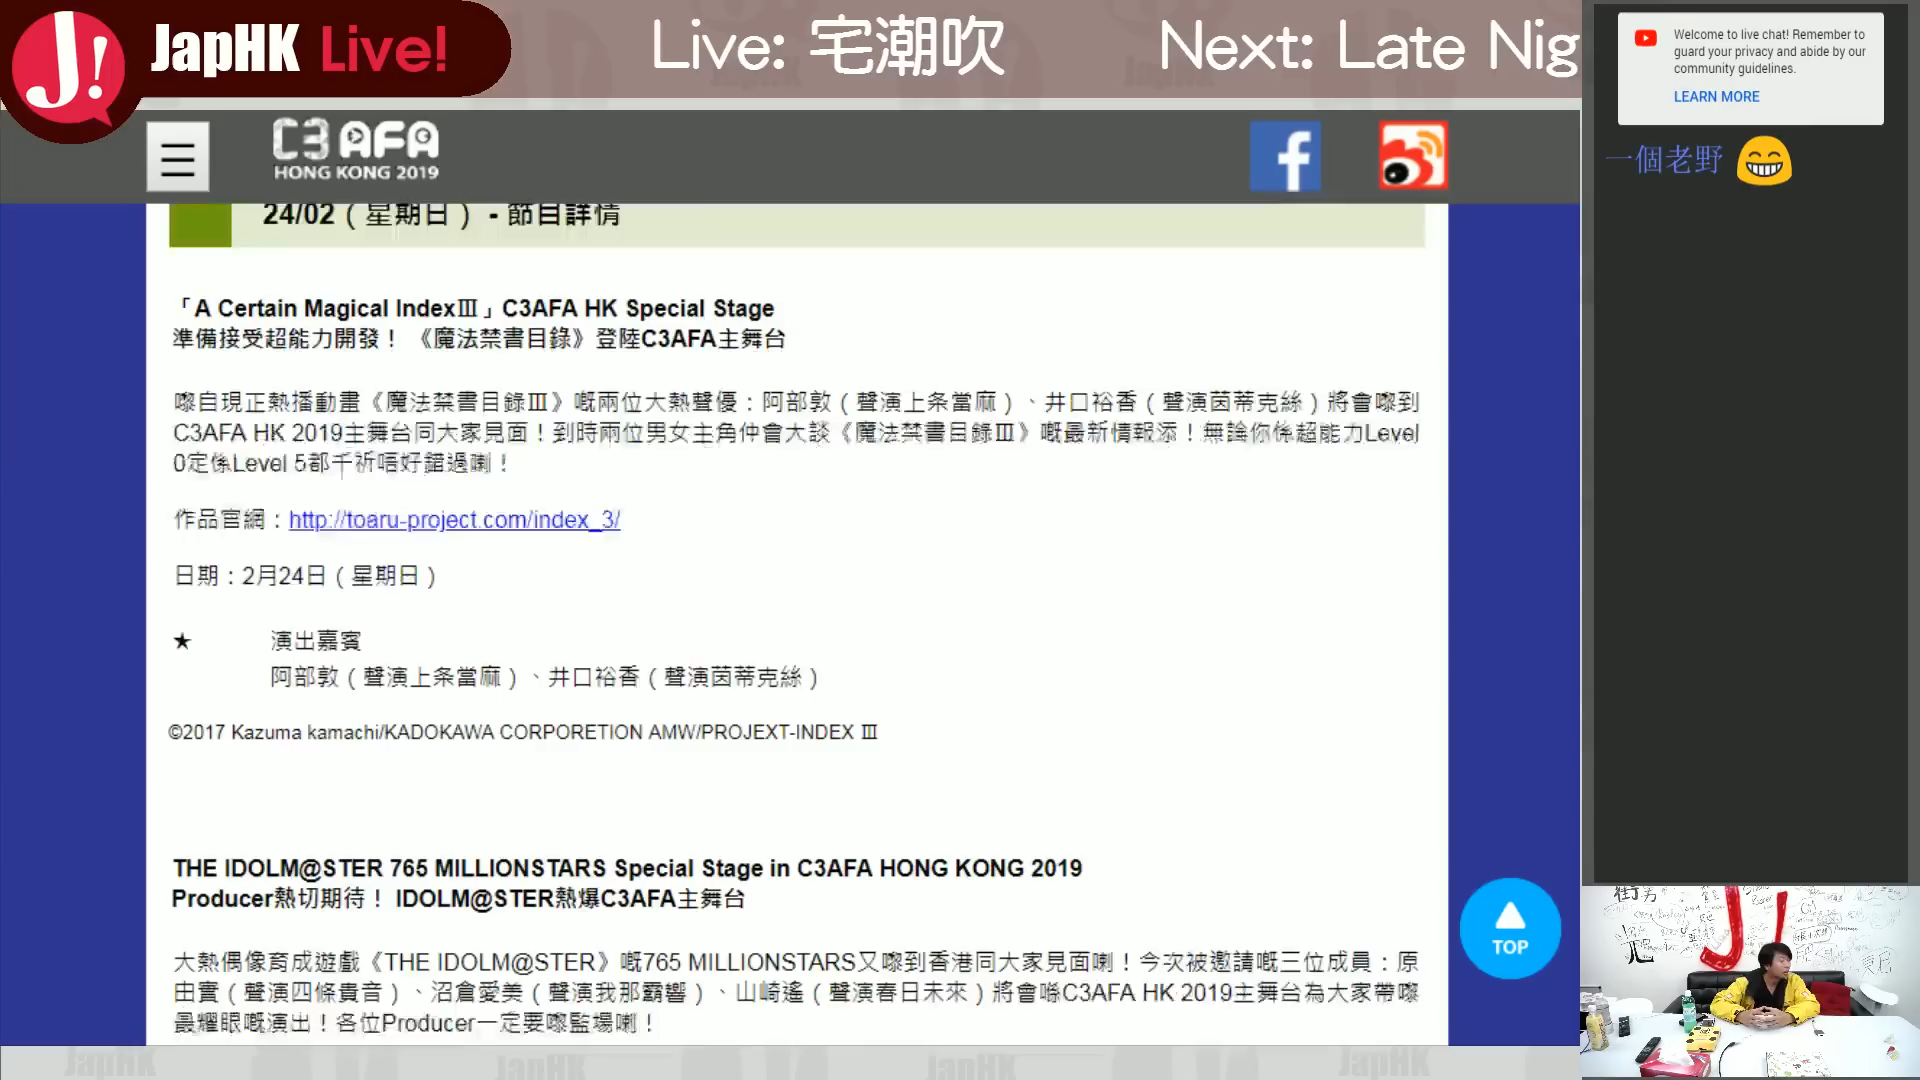 JapHK Live!
Live: 宅潮吹
Next: Late Nig
C3 AFA
HONG KONG 2019
24/02（星期日） - 節目詳情
「A Certain Magical IndexⅢ」C3AFA HK Special Stage
準備接受超能力開發！ 《魔法禁書目錄》登陸C3AFA主舞台
嚟自現正熱播動畫《魔法禁書目錄Ⅲ》嘅兩位大熱聲優：阿部敦（聲演上条當麻）、井口裕香（聲演茵蒂克絲）將會嚟到
C3AFA HK 2019主舞台同大家見面！到時兩位男女主角仲會大談《魔法禁書目錄Ⅲ》嘅最新情報添！無論你係超能力Level
0定係Level 5都千祈唔好錯過喇！
作品官網：http://toaru-project.com/index_3/
日期：2月24日（星期日）
★ 演出嘉賓
阿部敦（聲演上条當麻）、井口裕香（聲演茵蒂克絲）
©2017 Kazuma kamachi/KADOKAWA CORPORETION AMW/PROJEXT-INDEX Ⅲ
THE IDOLM@STER 765 MILLIONSTARS Special Stage in C3AFA HONG KONG 2019
Producer熱切期待！ IDOLM@STER熱爆C3AFA主舞台
大熱偶像育成遊戲《THE IDOLM@STER》嘅765 MILLIONSTARS又嚟到香港同大家見面喇！今次被邀請嘅三位成員：原
由實（聲演四條貴音）、沼倉愛美（聲演我那霸響）、山崎遙（聲演春日未來）將會喺C3AFA HK 2019主舞台為大家帶嚟
最耀眼嘅演出！各位Producer一定要嚟監場喇！
TOP
Welcome to live chat! Remember to
guard your privacy and abide by our
community guidelines.
LEARN MORE
一個老野
J!